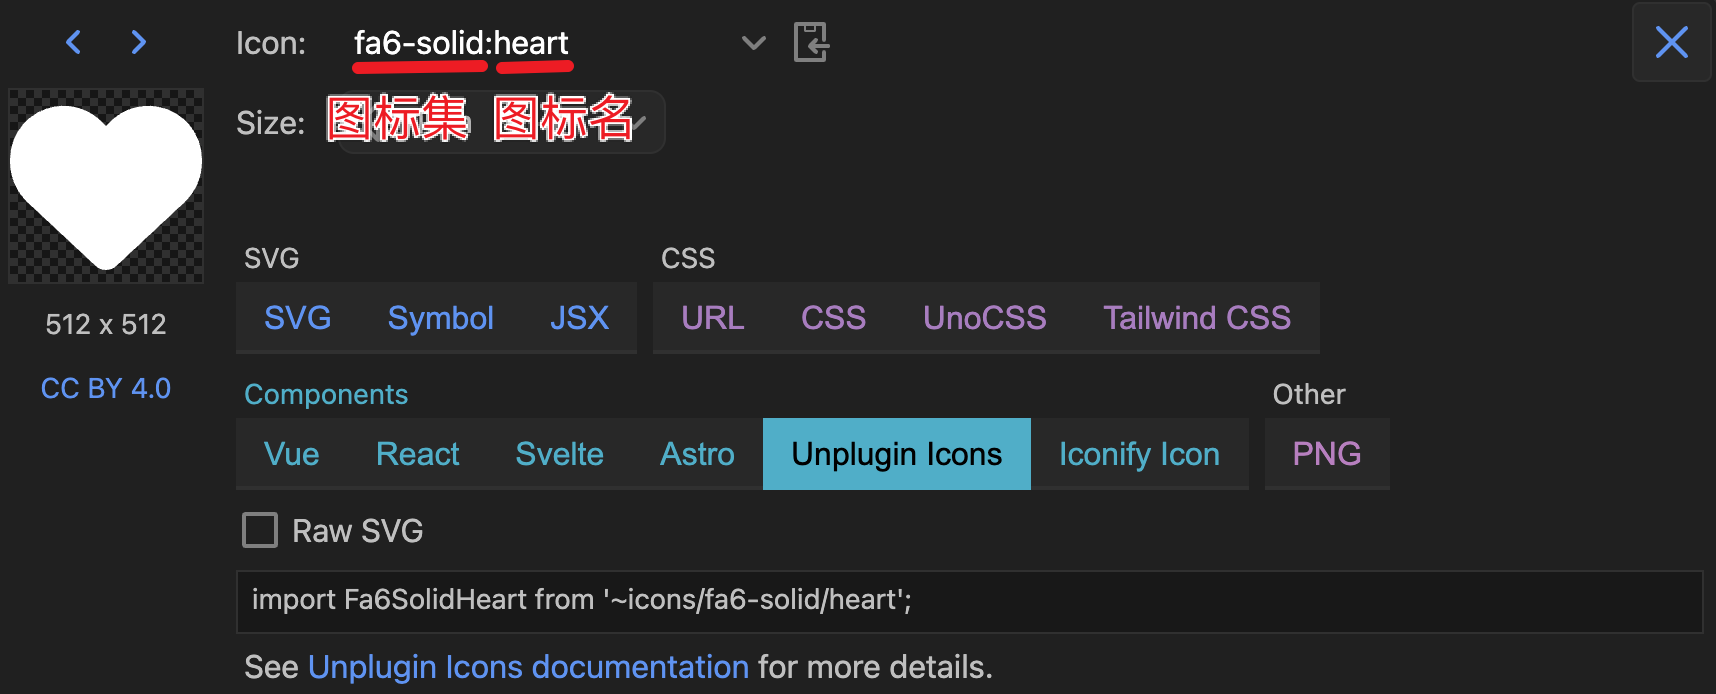 Icon: fa6-solid:heart
Size: 图标集 图标名
512 x 512
CC BY 4.0
SVG
SVG Symbol JSX
CSS
URL CSS UnoCSS Tailwind CSS
Components
Vue React Svelte Astro Unplugin Icons Iconify Icon
Other
PNG
Raw SVG
import Fa6SolidHeart from '~icons/fa6-solid/heart';
See Unplugin Icons documentation for more details.